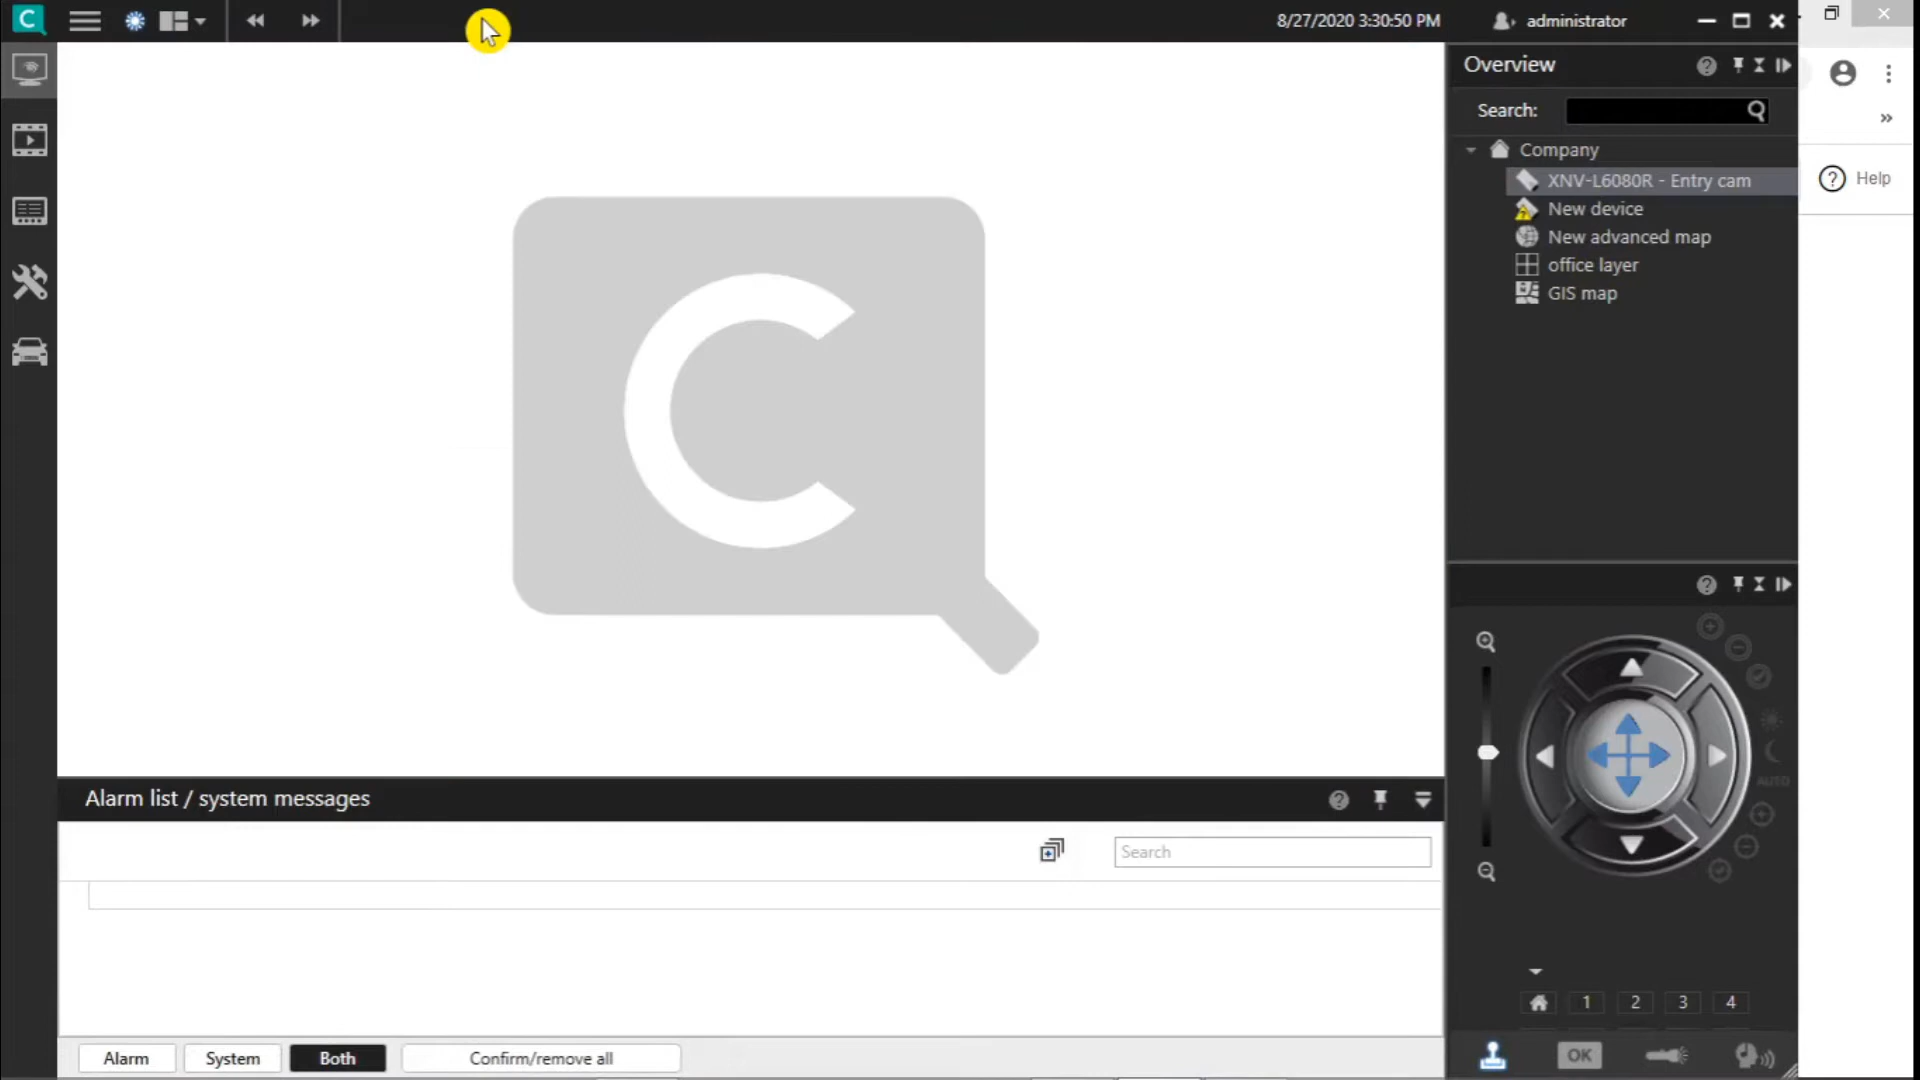 C
8/27/2020 3:30:50 PM
administrator
Overview
Search:
Company
XNV-L6080R - Entry cam
New device
New advanced map
office layer
GIS map
Help
C
AUTO
Alarm list / system messages
Search
1 2 3 4
Alarm System Both Confirm/remove all
OK